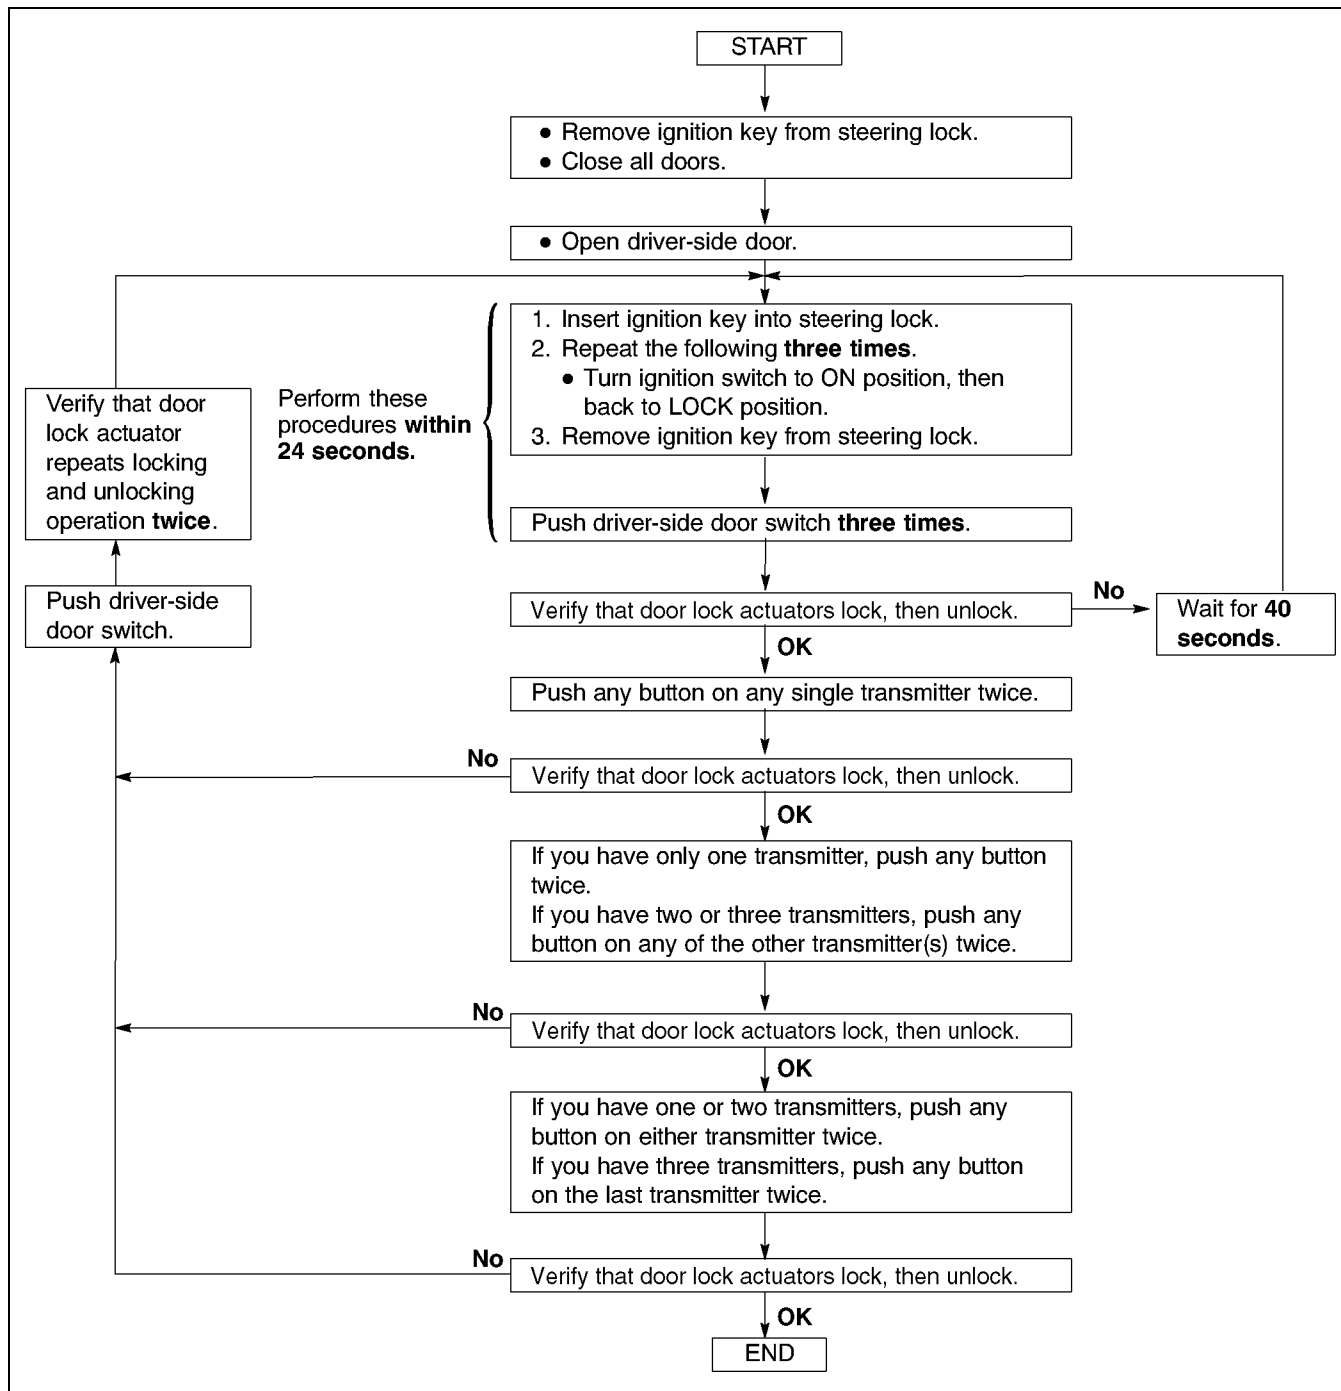 START
● Remove ignition key from steering lock.
● Close all doors.
● Open driver-side door.
1. Insert ignition key into steering lock.
2. Repeat the following three times.
● Turn ignition switch to ON position, then
back to LOCK position.
3. Remove ignition key from steering lock.
Perform these
procedures within
24 seconds.
Verify that door
lock actuator
repeats locking
and unlocking
operation twice.
Push driver-side door switch three times.
Push driver-side
door switch.
Verify that door lock actuators lock, then unlock.
No
Wait for 40
seconds.
OK
Push any button on any single transmitter twice.
No
Verify that door lock actuators lock, then unlock.
OK
If you have only one transmitter, push any button
twice.
If you have two or three transmitters, push any
button on any of the other transmitter(s) twice.
No
Verify that door lock actuators lock, then unlock.
OK
If you have one or two transmitters, push any
button on either transmitter twice.
If you have three transmitters, push any button
on the last transmitter twice.
No
Verify that door lock actuators lock, then unlock.
OK
END